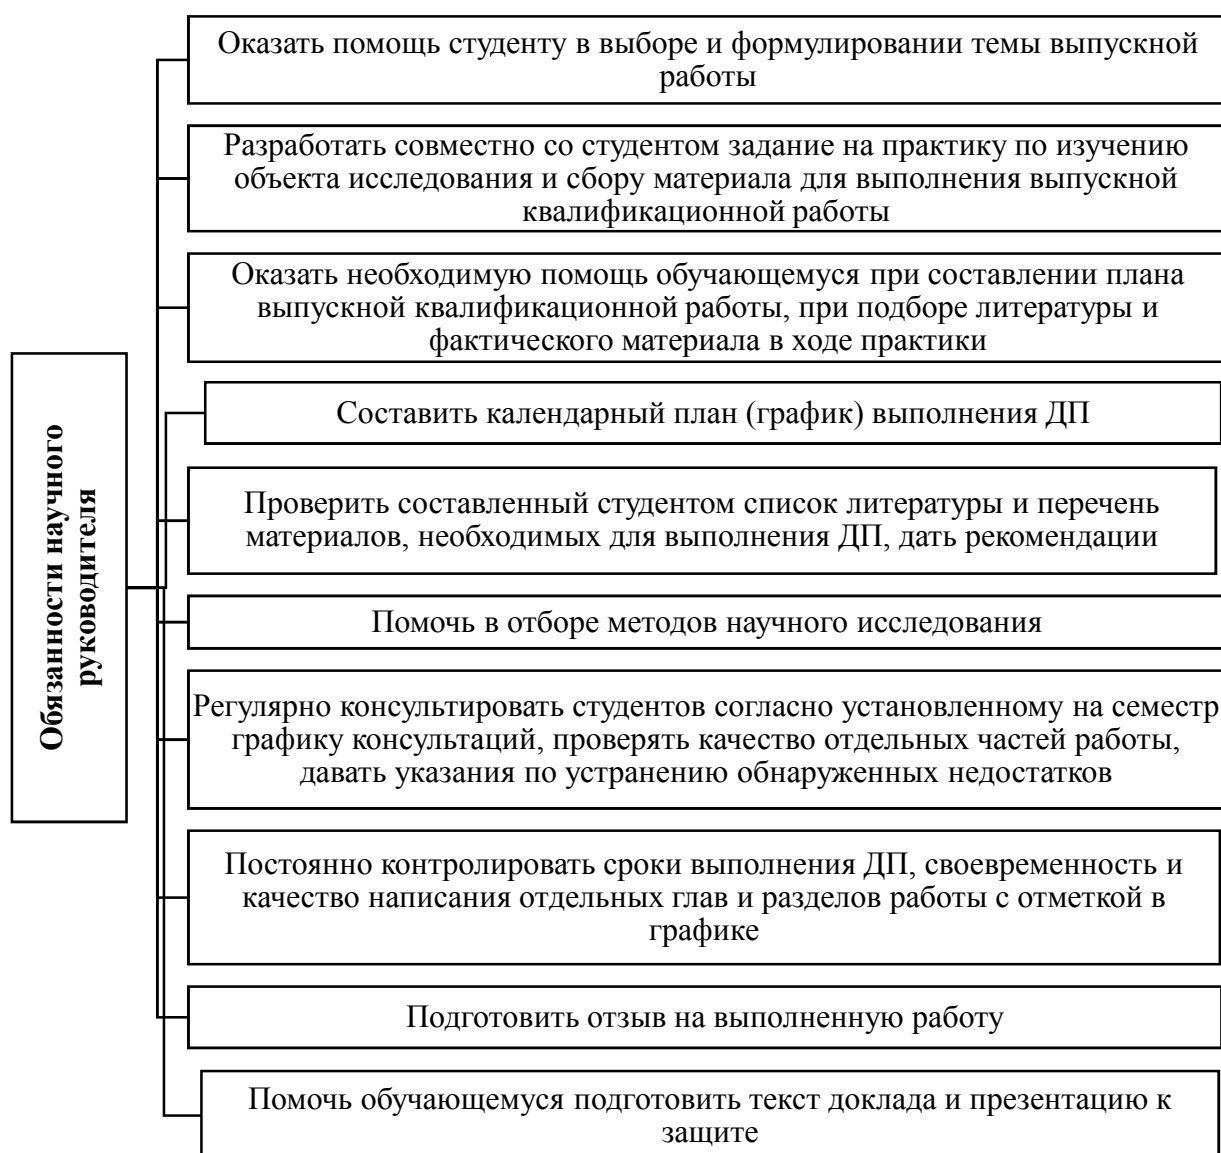 Оказать помощь студенту в выборе и формулировании темы выпускной
работы
Разработать совместно со студентом задание на практику по изучению
объекта исследования и сбору материала для выполнения выпускной
квалификационной работы
Оказать необходимую помощь обучающемуся при составлении плана
выпускной квалификационной работы, при подборе литературы и
фактического материала в ходе практики
Обязанности научного
руководителя
Составить календарный план (график) выполнения ДП
Проверить составленный студентом список литературы и перечень
материалов, необходимых для выполнения ДП, дать рекомендации
Помочь в отборе методов научного исследования
Регулярно консультировать студентов согласно установленному на семестр
графику консультаций, проверять качество отдельных частей работы,
давать указания по устранению обнаруженных недостатков
Постоянно контролировать сроки выполнения ДП, своевременность и
качество написания отдельных глав и разделов работы с отметкой в
графике
Подготовить отзыв на выполненную работу
Помочь обучающемуся подготовить текст доклада и презентацию к
защите